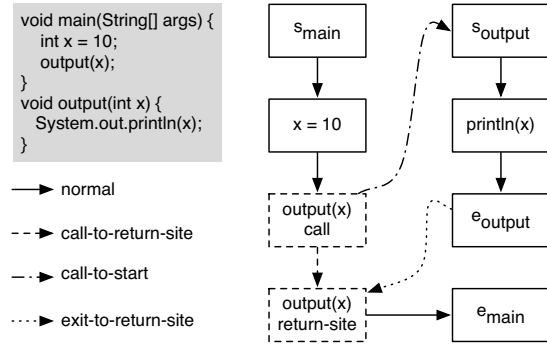 void main(String[] args) {
int x = 10;
output(x);
}
void output(int x) {
System.out.println(x);
}
normal
call-to-return-site
call-to-start
exit-to-return-site
smain
x = 10
output(x)
call
output(x)
return-site
soutput
println(x)
eoutput
emain